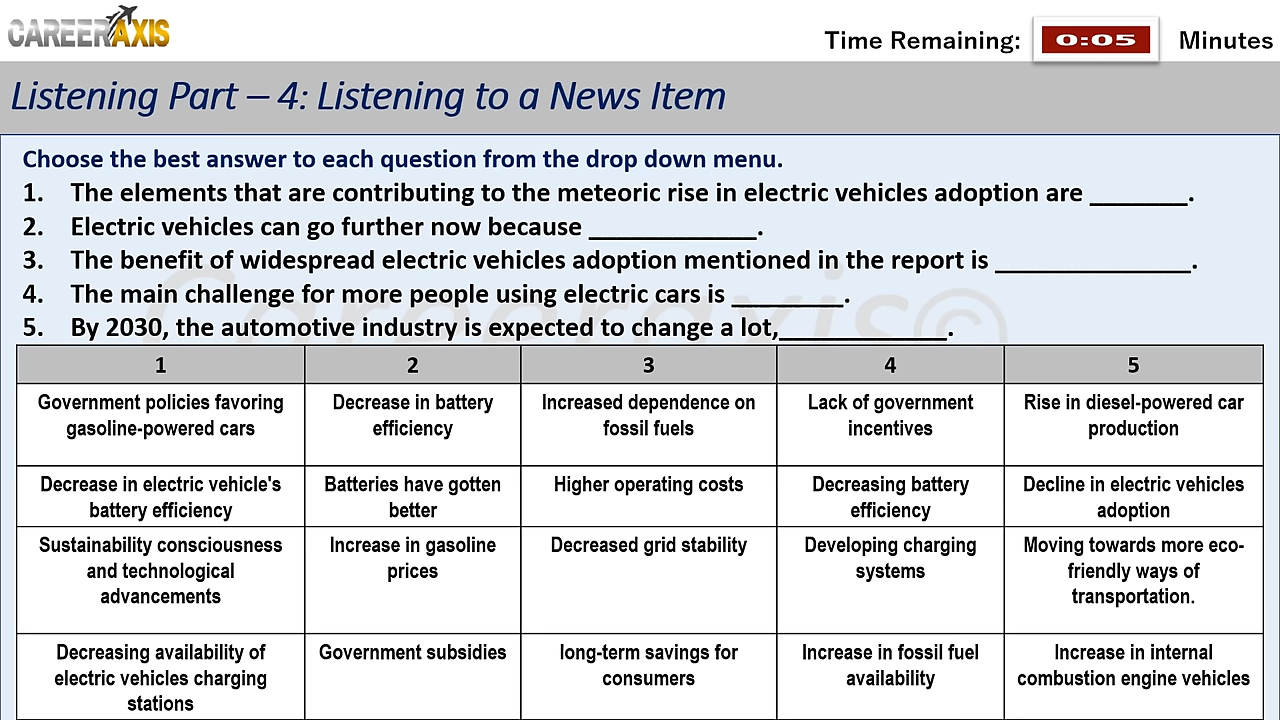 CAREERAXIS
Time Remaining: 0:05 Minutes
Listening Part – 4: Listening to a News Item
Choose the best answer to each question from the drop down menu.
1. The elements that are contributing to the meteoric rise in electric vehicles adoption are _______.
2. Electric vehicles can go further now because ____________.
3. The benefit of widespread electric vehicles adoption mentioned in the report is ______________.
4. The main challenge for more people using electric cars is ________.
5. By 2030, the automotive industry is expected to change a lot,____________.
Careeraxis©
1 2 3 4 5
Government policies favoring gasoline-powered cars
Decrease in battery efficiency
Increased dependence on fossil fuels
Lack of government incentives
Rise in diesel-powered car production
Decrease in electric vehicle's battery efficiency
Batteries have gotten better
Higher operating costs
Decreasing battery efficiency
Decline in electric vehicles adoption
Sustainability consciousness and technological advancements
Increase in gasoline prices
Decreased grid stability
Developing charging systems
Moving towards more eco-friendly ways of transportation.
Decreasing availability of electric vehicles charging stations
Government subsidies
long-term savings for consumers
Increase in fossil fuel availability
Increase in internal combustion engine vehicles